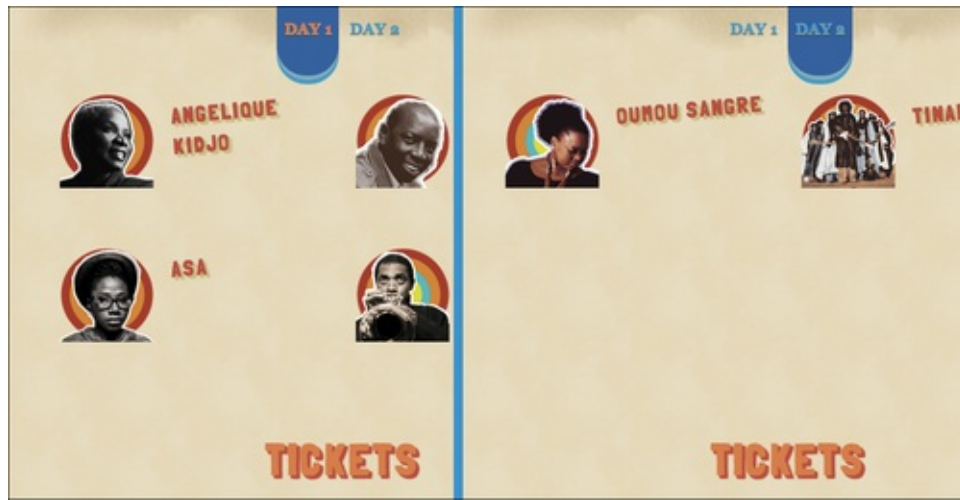 DAY 1 DAY 2
ANGELIQUE
KIDJO
ASA
TICKETS
DAY 1 DAY 2
OUMOU SANGRE
TICKETS